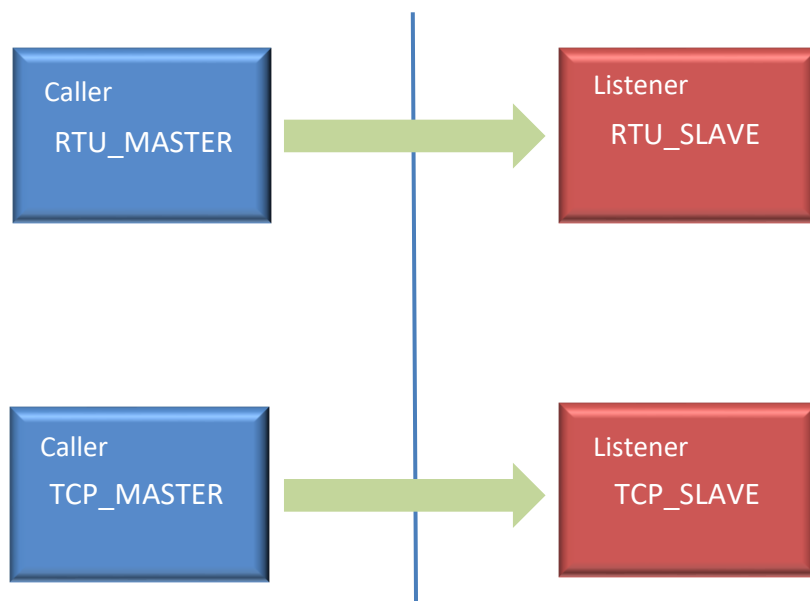 Caller
RTU_MASTER
Listener
RTU_SLAVE
Caller
TCP_MASTER
Listener
TCP_SLAVE